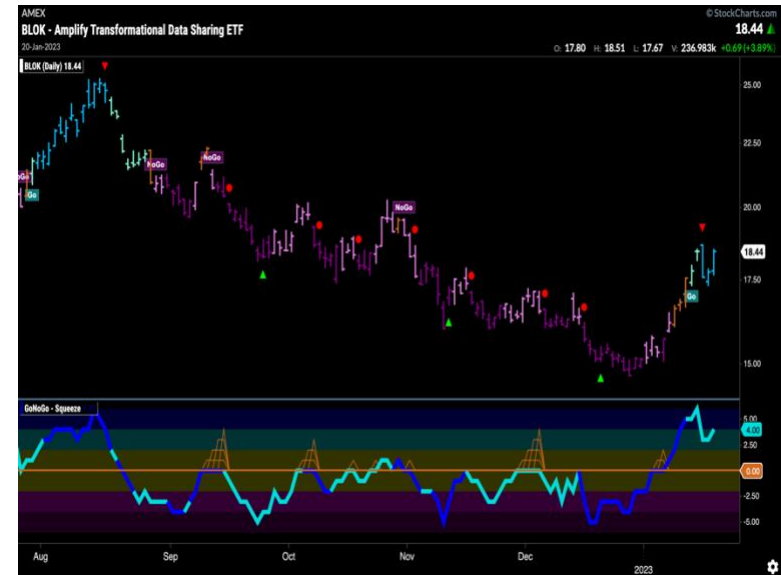 AMEX
© StockCharts.com
BLOK - Amplify Transformational Data Sharing ETF
18.44
20-Jan-2023
O: 17.80 H: 18.51 L: 17.67 V: 236.983k +0.69 (+3.89%)
BLOK (Daily) 18.44
25.00
22.50
NoGo
NoGo
Go
20.00
NoGo
18.44
17.50
Go
15.00
GoNoGo - Squeeze
5.00
4.00
2.50
0.00
-2.50
-5.00
Aug Sep Oct Nov Dec 2023